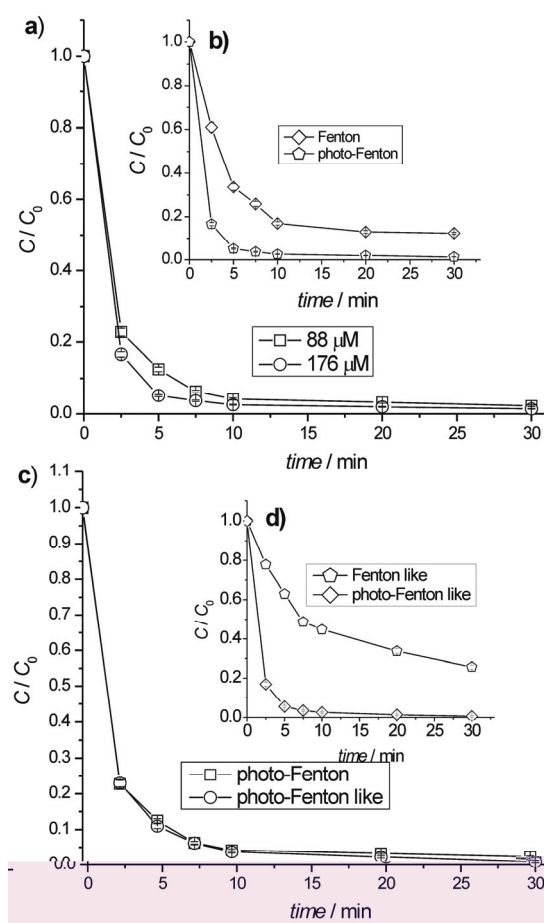 a)
b)
1.0
0.8
0.6
0.4
0.2
0.0
C / C0
1.0
0.8
0.6
0.4
0.2
0.0
C / C0
Fenton
photo-Fenton
0 5 10 15 20 25 30
time / min
88 μM
176 μM
0 5 10 15 20 25 30
time / min
c)
d)
1.1
1.0
0.9
0.8
0.7
0.6
0.5
0.4
0.3
0.2
0.1
0.0
C / C0
1.0
0.8
0.6
0.4
0.2
0.0
C / C0
Fenton like
photo-Fenton like
0 5 10 15 20 25 30
time / min
photo-Fenton
photo-Fenton like
0 5 10 15 20 25 30
time / min